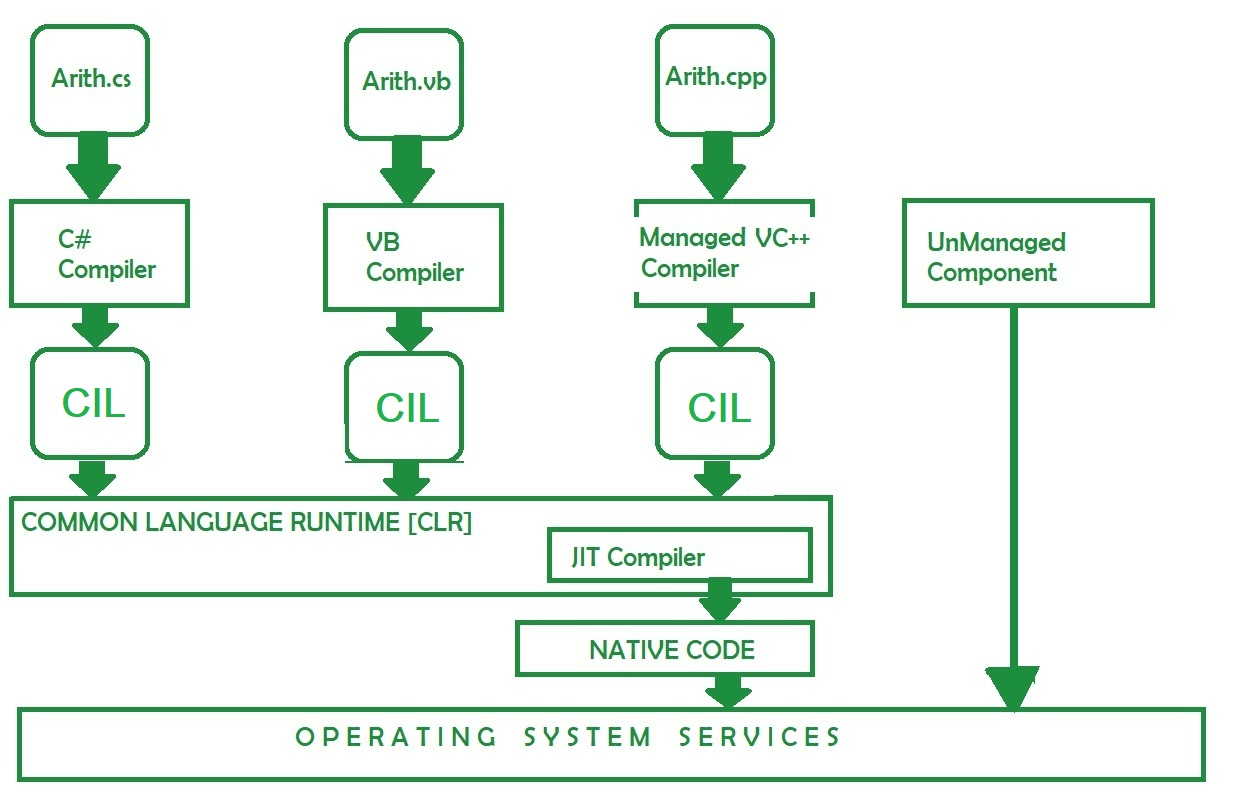 Arith.cs
Arith.vb
Arith.cpp
C#
Compiler
VB
Compiler
Managed VC++
Compiler
UnManaged
Component
CIL
CIL
CIL
COMMON LANGUAGE RUNTIME [CLR]
JIT Compiler
NATIVE CODE
OPERATING SYSTEM SERVICES